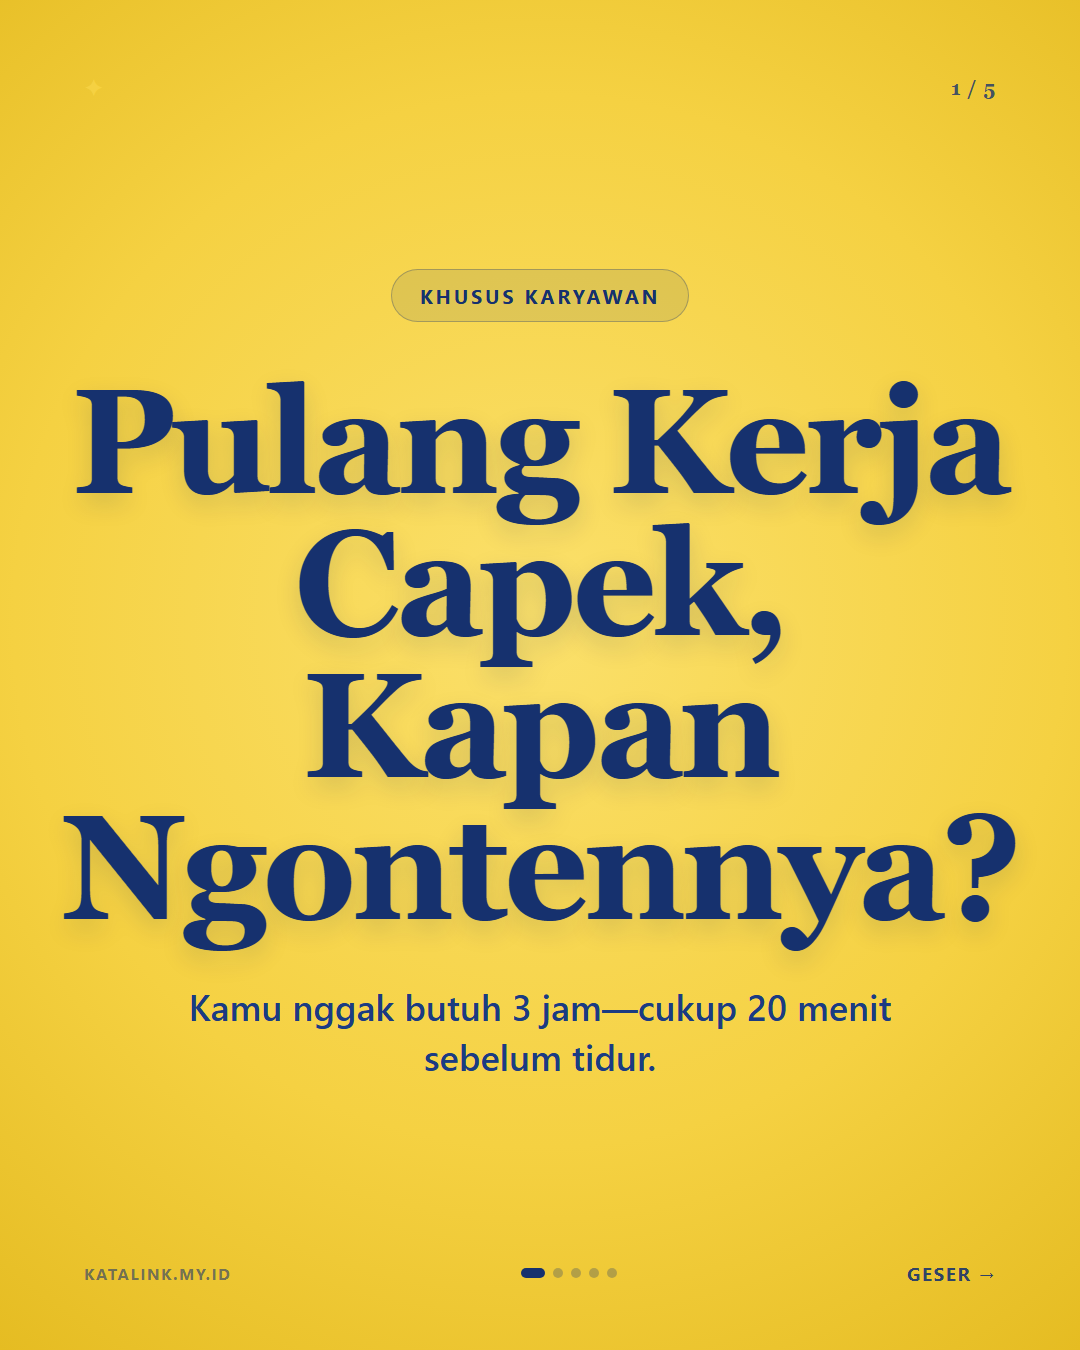 1 / 5
KHUSUS KARYAWAN
Pulang Kerja
Capek,
Kapan
Ngontennya?
Kamu nggak butuh 3 jam—cukup 20 menit
sebelum tidur.
KATALINK.MY.ID
GESER →